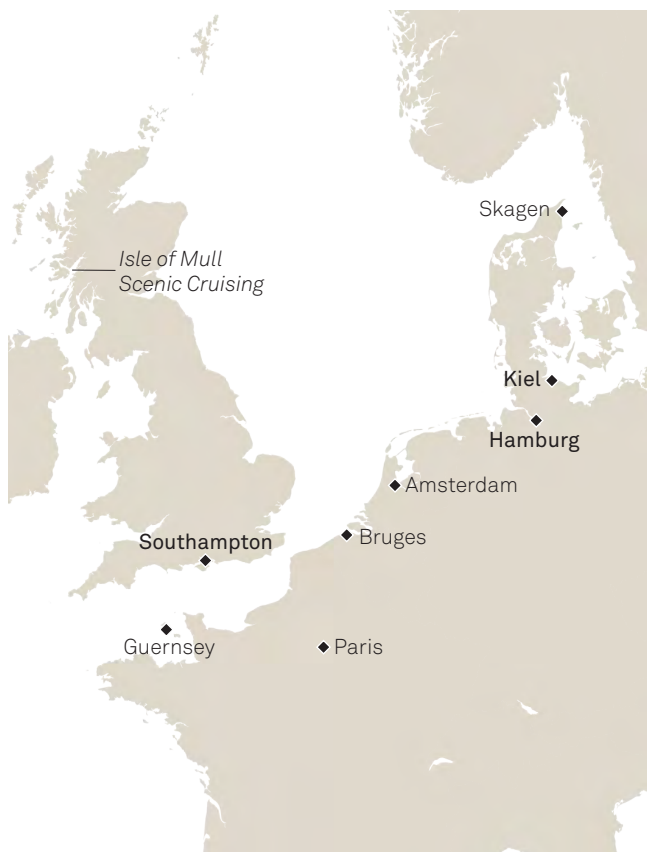 Skagen
Isle of Mull
Scenic Cruising
Kiel
Hamburg
Amsterdam
Bruges
Southampton
Guernsey
Paris